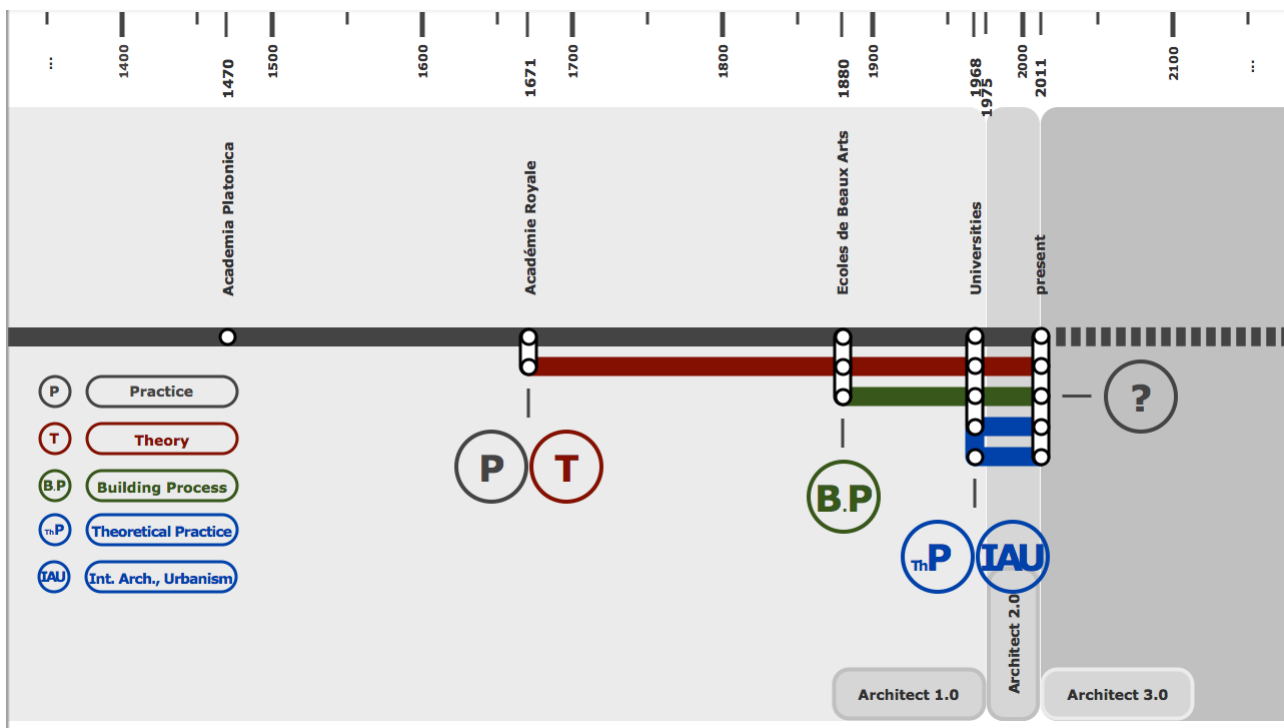 ...
1400
1470
1500
1600
1671
1700
1800
1880
1900
1968
1975
2000
2011
2100
...
Academia Platonica
Académie Royale
Ecoles de Beaux Arts
Universities
present
P Practice
T Theory
B.P Building Process
ThP Theoretical Practice
IAU Int. Arch., Urbanism
P T
B.P
ThP IAU
?
Architect 1.0
Architect 2.0
Architect 3.0